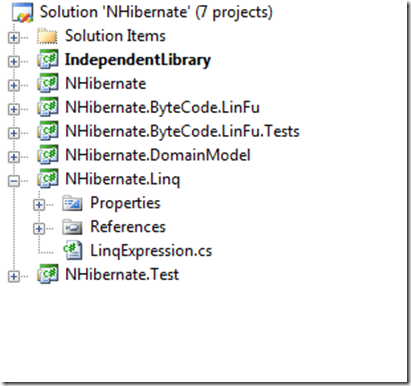 Solution 'NHibernate' (7 projects)
Solution Items
IndependentLibrary
NHibernate
NHibernate.ByteCode.LinFu
NHibernate.ByteCode.LinFu.Tests
NHibernate.DomainModel
NHibernate.Linq
Properties
References
LinqExpression.cs
NHibernate.Test